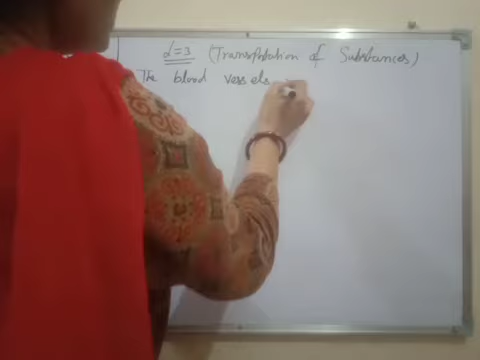 L=3 (Transportation of Substances)
The blood vessels